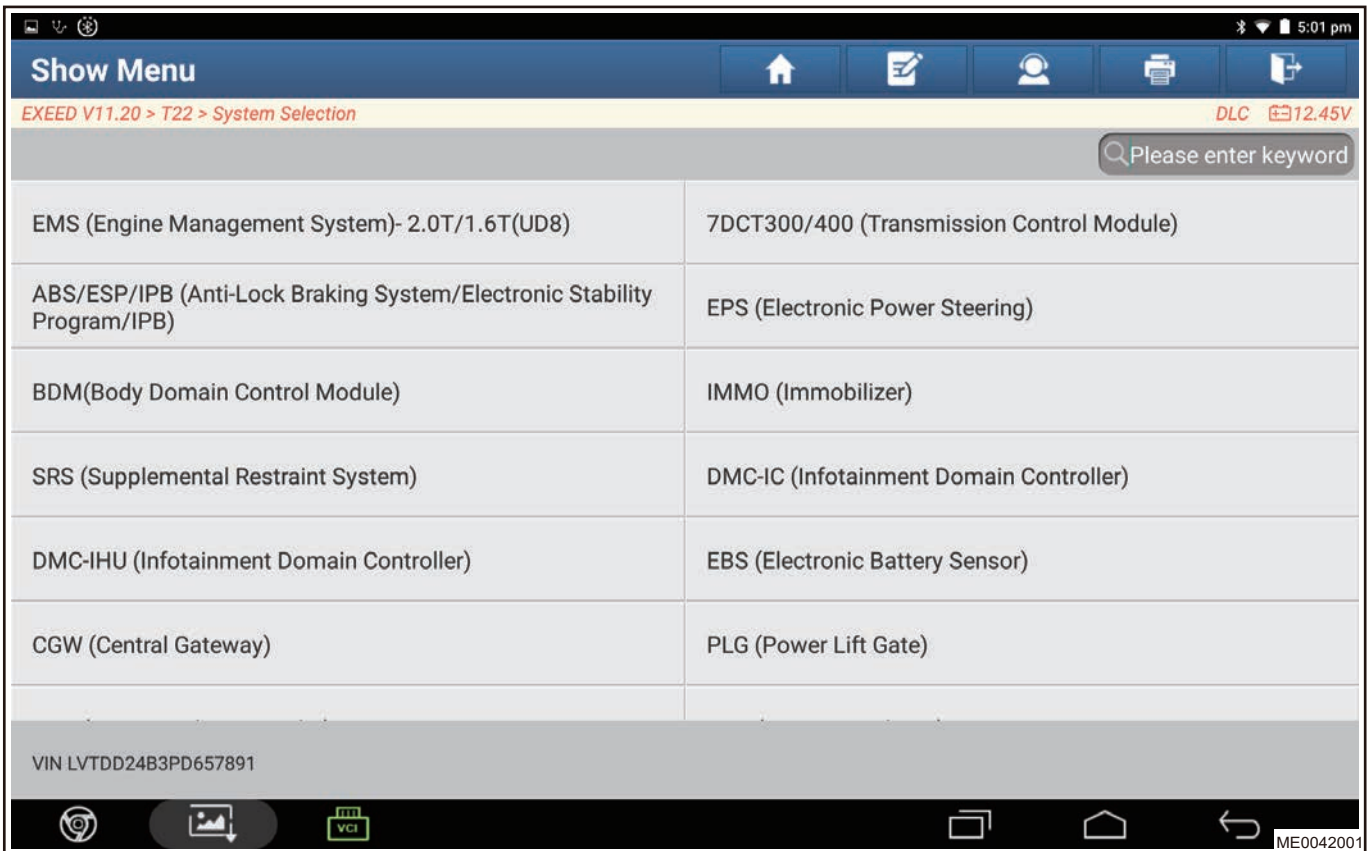 5:01 pm
Show Menu
EXEED V11.20 > T22 > System Selection
DLC 12.45V
Please enter keyword
EMS (Engine Management System)- 2.0T/1.6T(UD8)
7DCT300/400 (Transmission Control Module)
ABS/ESP/IPB (Anti-Lock Braking System/Electronic Stability
Program/IPB)
EPS (Electronic Power Steering)
BDM(Body Domain Control Module)
IMMO (Immobilizer)
SRS (Supplemental Restraint System)
DMC-IC (Infotainment Domain Controller)
DMC-IHU (Infotainment Domain Controller)
EBS (Electronic Battery Sensor)
CGW (Central Gateway)
PLG (Power Lift Gate)
VIN LVTDD24B3PD657891
VCI
ME0042001